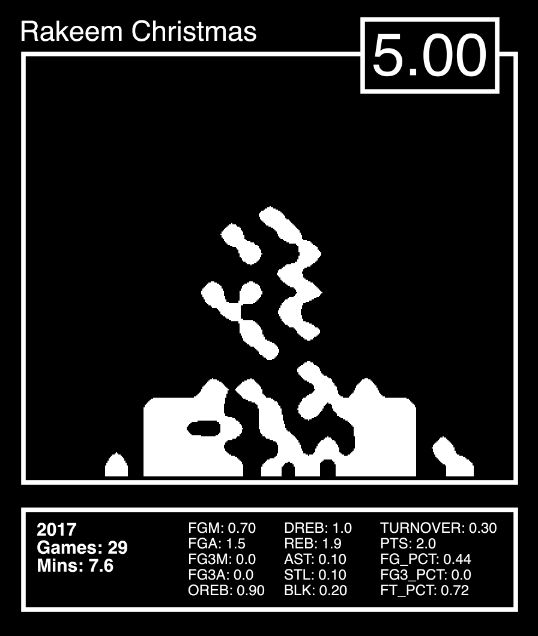 Rakeem Christmas
5.00
2017
Games: 29
Mins: 7.6
FGM: 0.70
FGA: 1.5
FG3M: 0.0
FG3A: 0.0
OREB: 0.90
DREB: 1.0
REB: 1.9
AST: 0.10
STL: 0.10
BLK: 0.20
TURNOVER: 0.30
PTS: 2.0
FG_PCT: 0.44
FG3_PCT: 0.0
FT_PCT: 0.72